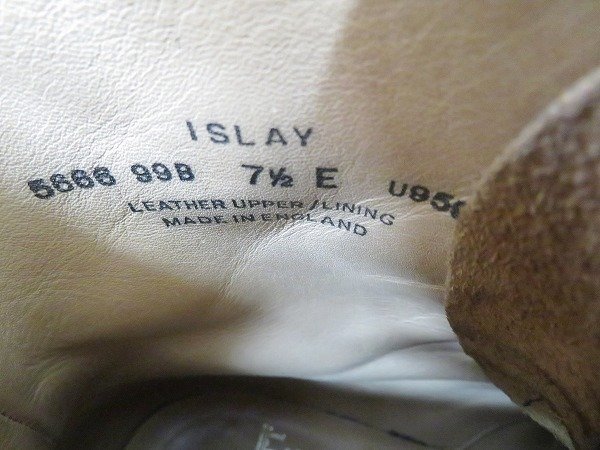 ISLAY
5666 99B 7½ E
LEATHER UPPER/LINING
MADE IN ENGLAND